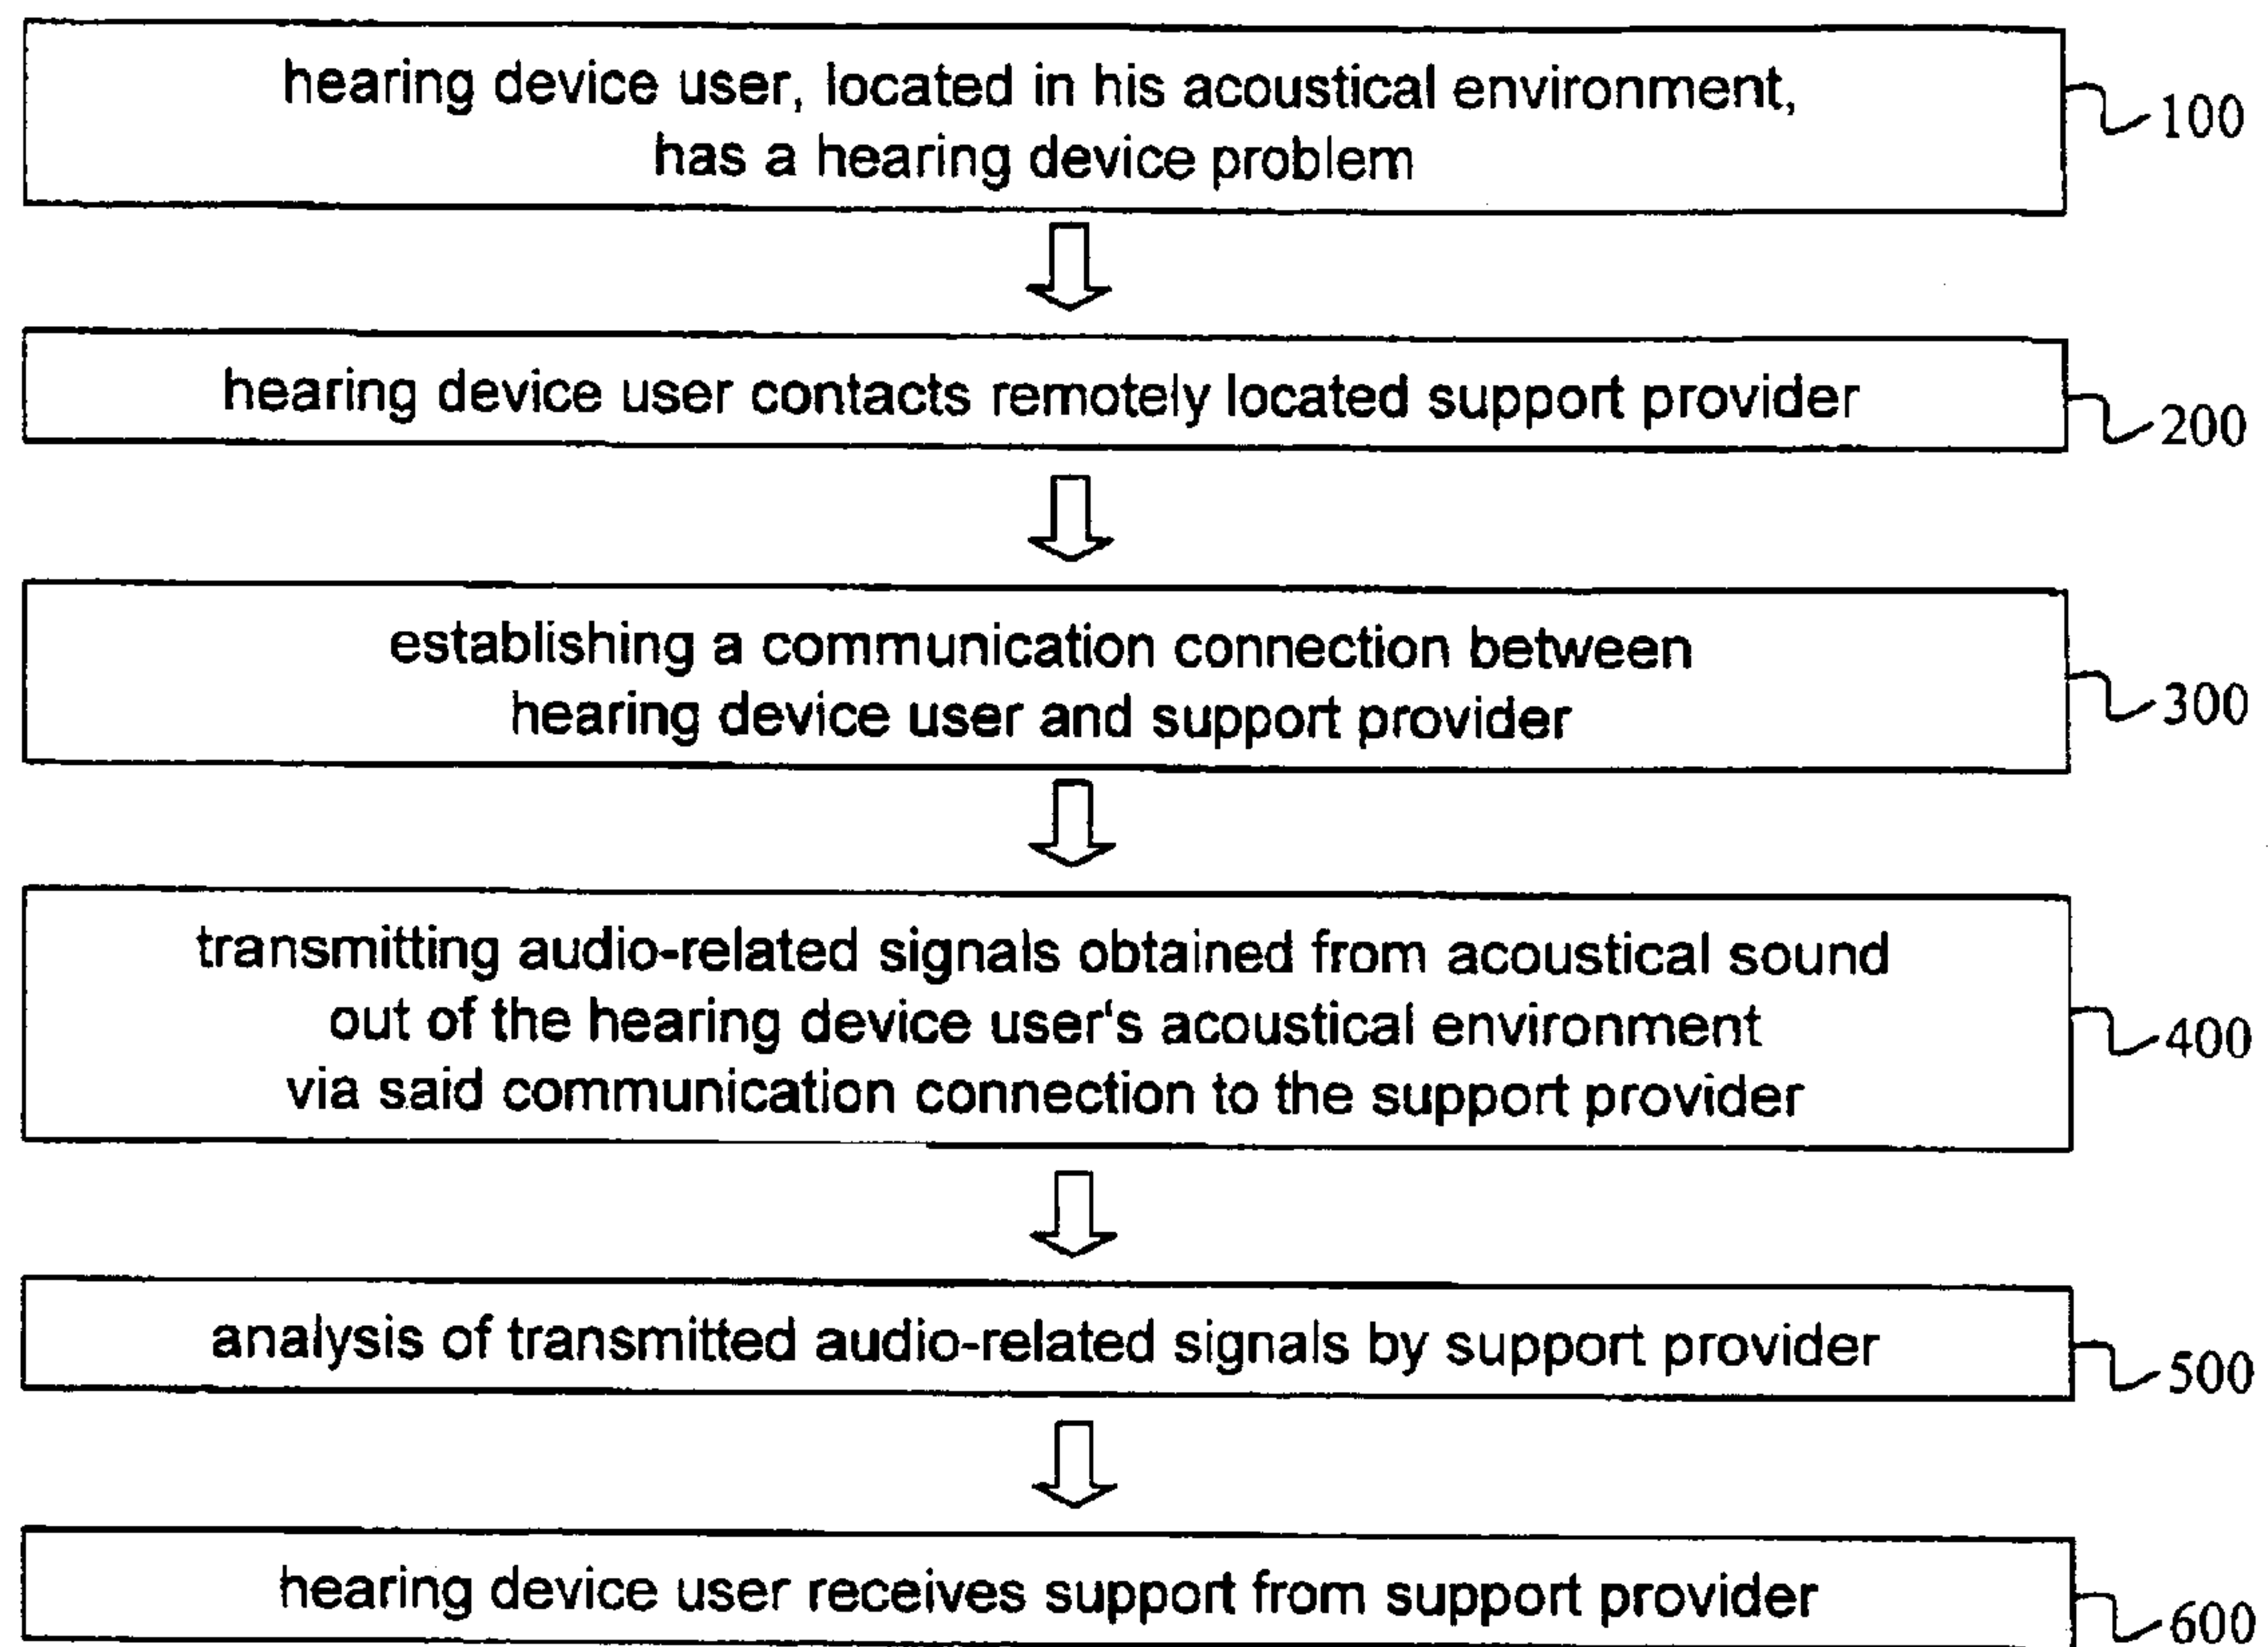 hearing device user, located in his acoustical environment,
has a hearing device problem
100
hearing device user contacts remotely located support provider
200
establishing a communication connection between
hearing device user and support provider
300
transmitting audio-related signals obtained from acoustical sound
out of the hearing device user's acoustical environment
via said communication connection to the support provider
400
analysis of transmitted audio-related signals by support provider
500
hearing device user receives support from support provider
600